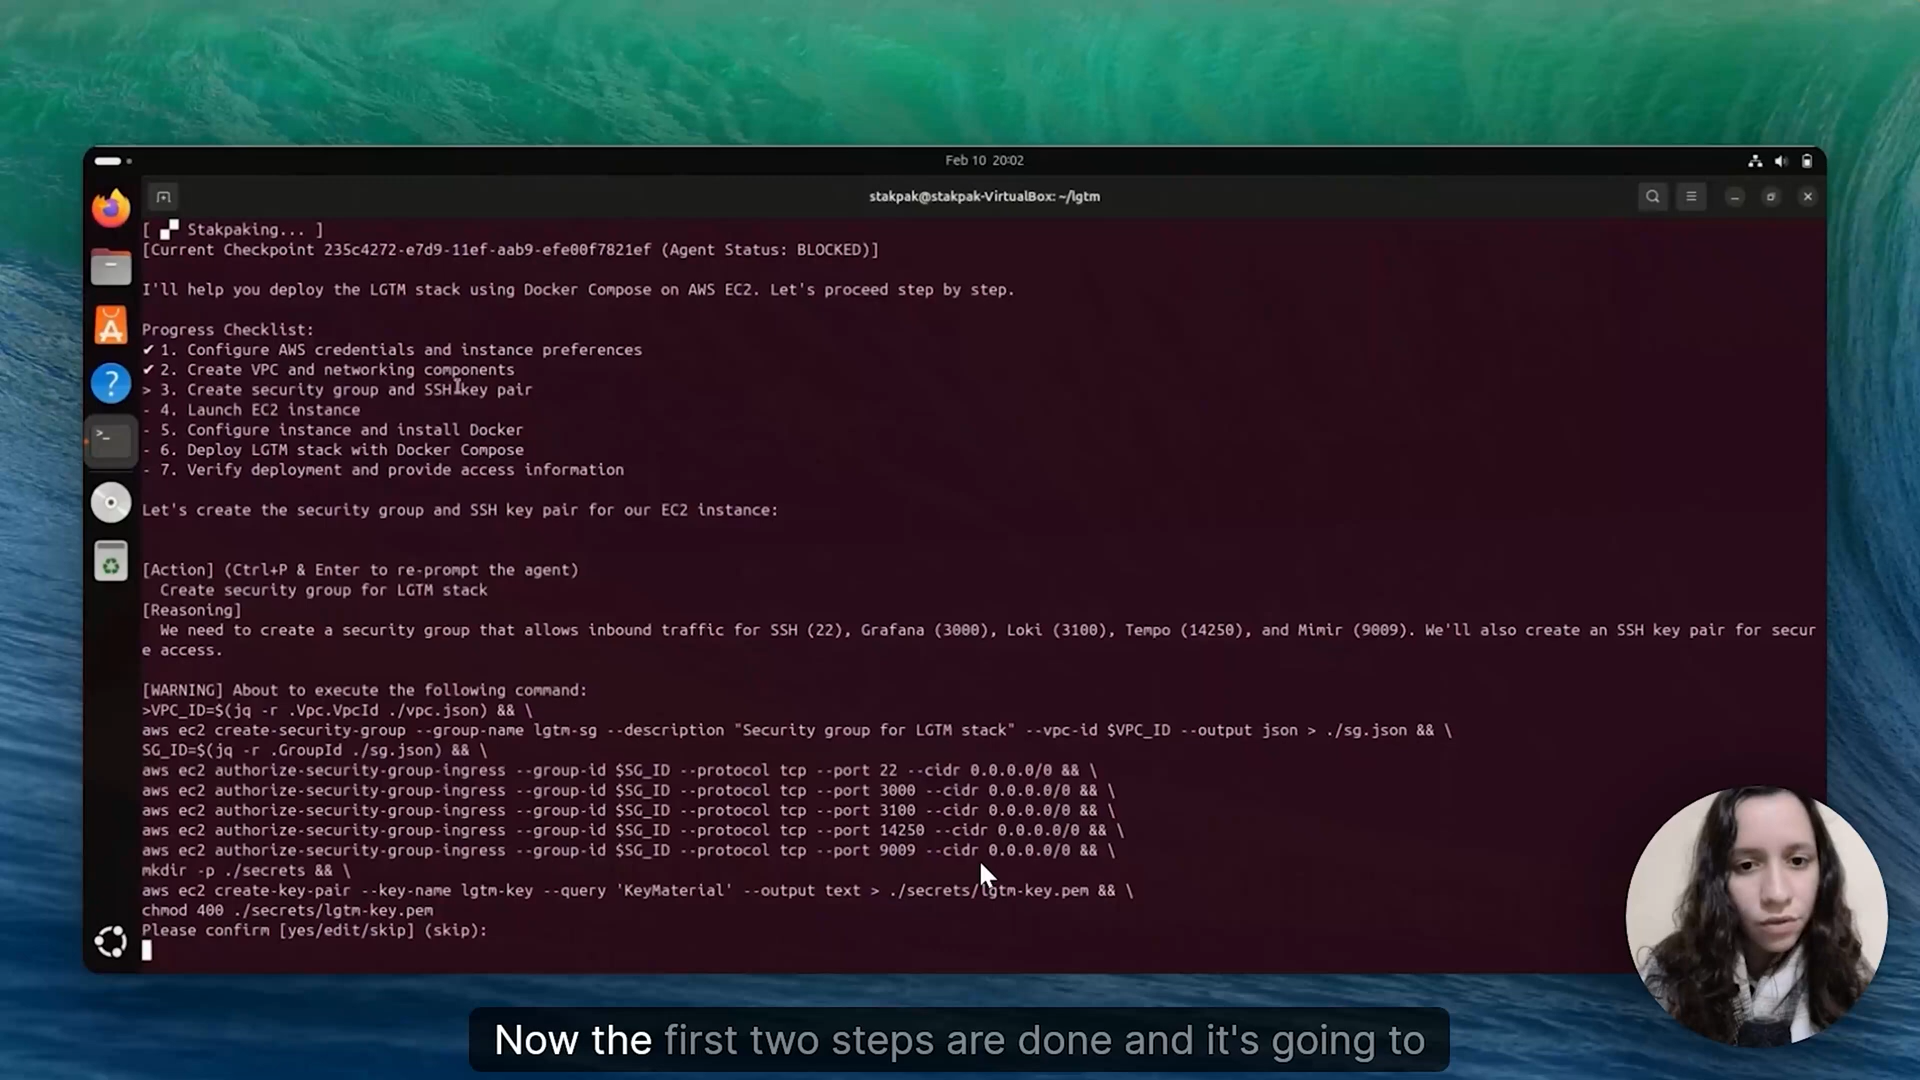 Feb 10 20:02
stakpak@stakpak-VirtualBox: ~/lgtm
[ Stakpaking... ]
[Current Checkpoint 235c4272-e7d9-11ef-aab9-efe00f7821ef (Agent Status: BLOCKED)]
I'll help you deploy the LGTM stack using Docker Compose on AWS EC2. Let's proceed step by step.
Progress Checklist:
✔ 1. Configure AWS credentials and instance preferences
✔ 2. Create VPC and networking components
> 3. Create security group and SSH key pair
- 4. Launch EC2 instance
- 5. Configure instance and install Docker
- 6. Deploy LGTM stack with Docker Compose
- 7. Verify deployment and provide access information
Let's create the security group and SSH key pair for our EC2 instance:
[Action] (Ctrl+P & Enter to re-prompt the agent)
Create security group for LGTM stack
[Reasoning]
We need to create a security group that allows inbound traffic for SSH (22), Grafana (3000), Loki (3100), Tempo (14250), and Mimir (9009). We'll also create an SSH key pair for secur
e access.
[WARNING] About to execute the following command:
>VPC_ID=$(jq -r .Vpc.VpcId ./vpc.json) && \
aws ec2 create-security-group --group-name lgtm-sg --description "Security group for LGTM stack" --vpc-id $VPC_ID --output json > ./sg.json && \
SG_ID=$(jq -r .GroupId ./sg.json) && \
aws ec2 authorize-security-group-ingress --group-id $SG_ID --protocol tcp --port 22 --cidr 0.0.0.0/0 && \
aws ec2 authorize-security-group-ingress --group-id $SG_ID --protocol tcp --port 3000 --cidr 0.0.0.0/0 && \
aws ec2 authorize-security-group-ingress --group-id $SG_ID --protocol tcp --port 3100 --cidr 0.0.0.0/0 && \
aws ec2 authorize-security-group-ingress --group-id $SG_ID --protocol tcp --port 14250 --cidr 0.0.0.0/0 && \
aws ec2 authorize-security-group-ingress --group-id $SG_ID --protocol tcp --port 9009 --cidr 0.0.0.0/0 && \
mkdir -p ./secrets && \
aws ec2 create-key-pair --key-name lgtm-key --query 'KeyMaterial' --output text > ./secrets/lgtm-key.pem && \
chmod 400 ./secrets/lgtm-key.pem
Please confirm [yes/edit/skip] (skip):
Now the first two steps are done and it's going to